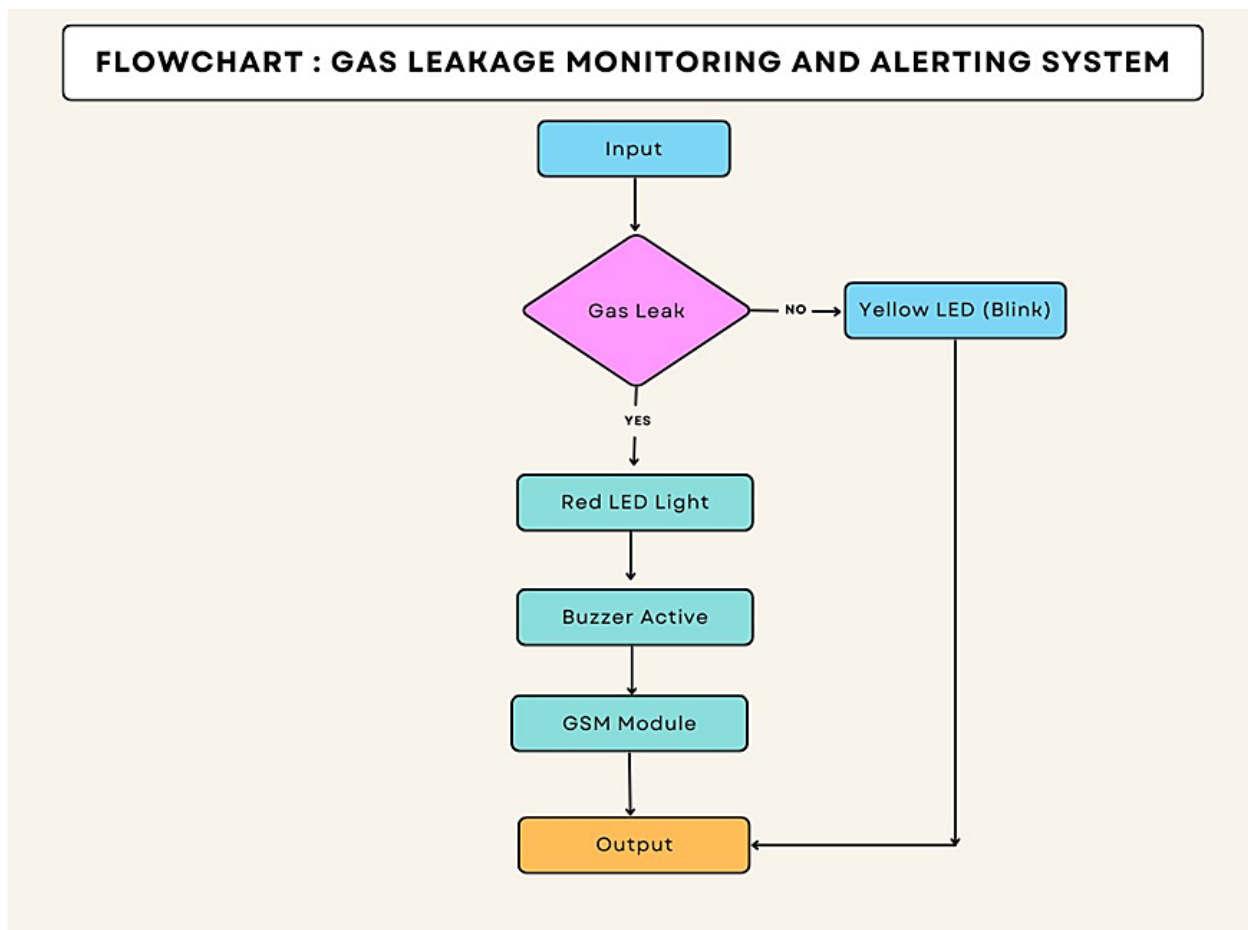 FLOWCHART : GAS LEAKAGE MONITORING AND ALERTING SYSTEM
Input
Gas Leak
NO
Yellow LED (Blink)
YES
Red LED Light
Buzzer Active
GSM Module
Output